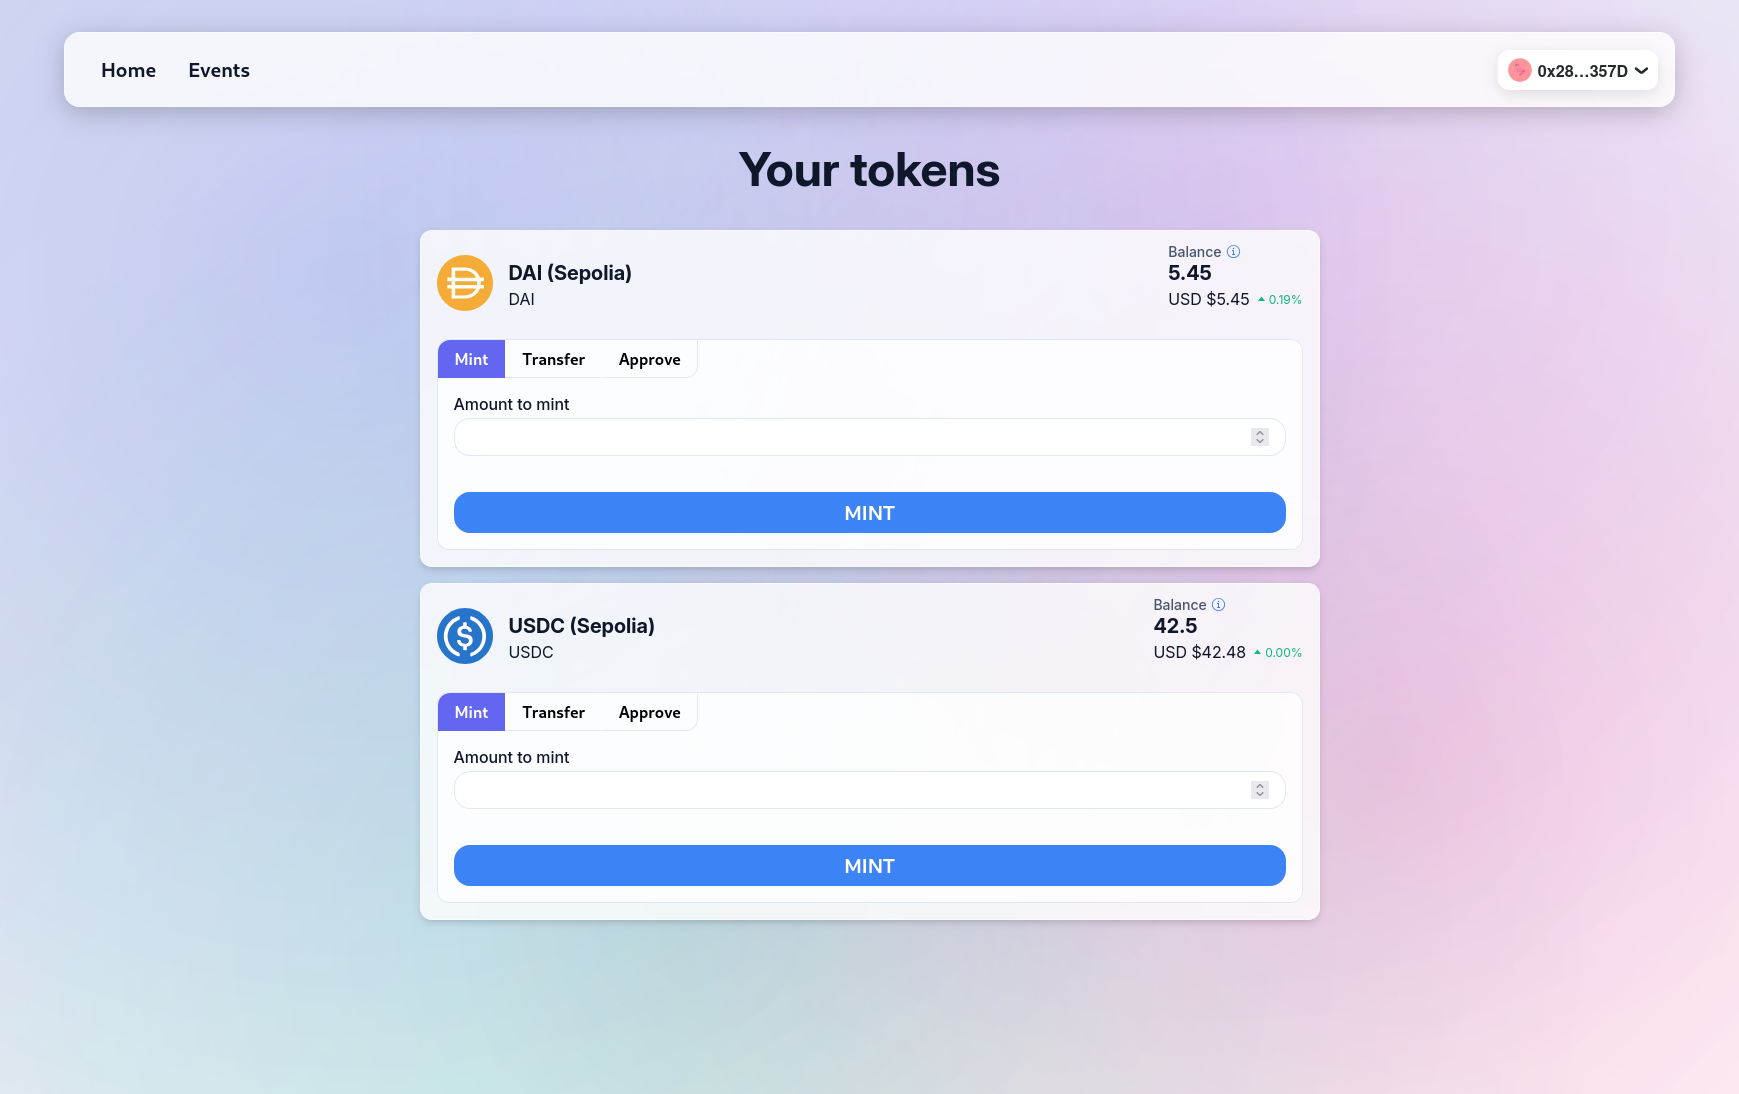 Home Events 0x28...357D
Your tokens
DAI (Sepolia)
DAI
Balance
5.45
USD $5.45 0.19%
Mint Transfer Approve
Amount to mint
MINT
USDC (Sepolia)
USDC
Balance
42.5
USD $42.48 0.00%
Mint Transfer Approve
Amount to mint
MINT